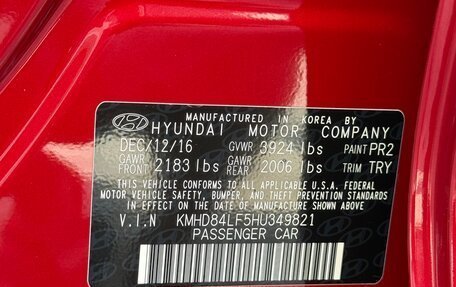 MANUFACTURED IN KOREA BY
HYUNDAI MOTOR COMPANY
DEC/12/16 GVWR 3924 lbs PAINT PR2
GAWR FRONT 2183 lbs GAWR REAR 2006 lbs TRIM TRY
THIS VEHICLE CONFORMS TO ALL APPLICABLE U.S.A. FEDERAL
MOTOR VEHICLE SAFETY, BUMPER, AND THEFT PREVENTION
STANDARDS IN EFFECT ON THE DATE OF MANUFACTURE SHOWN ABOVE.
V.I.N KMHD84LF5HU349821
PASSENGER CAR